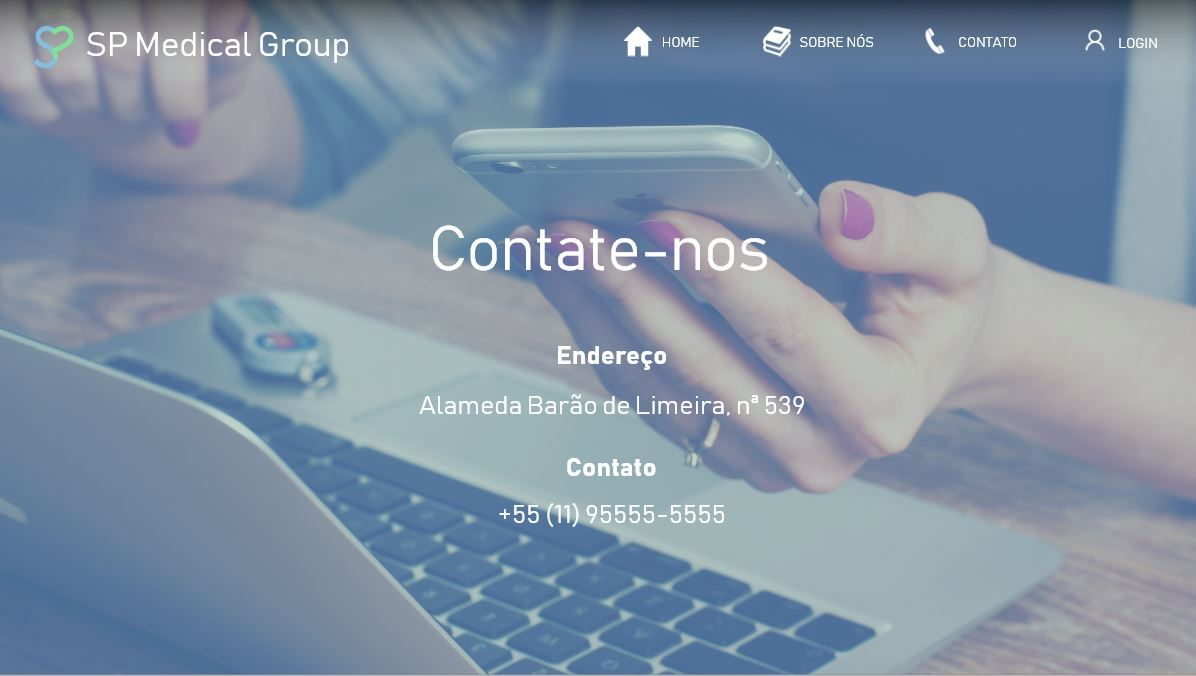 SP Medical Group
HOME
SOBRE NÓS
CONTATO
LOGIN
Contate-nos
Endereço
Alameda Barão de Limeira, nª 539
Contato
+55 (11) 95555-5555